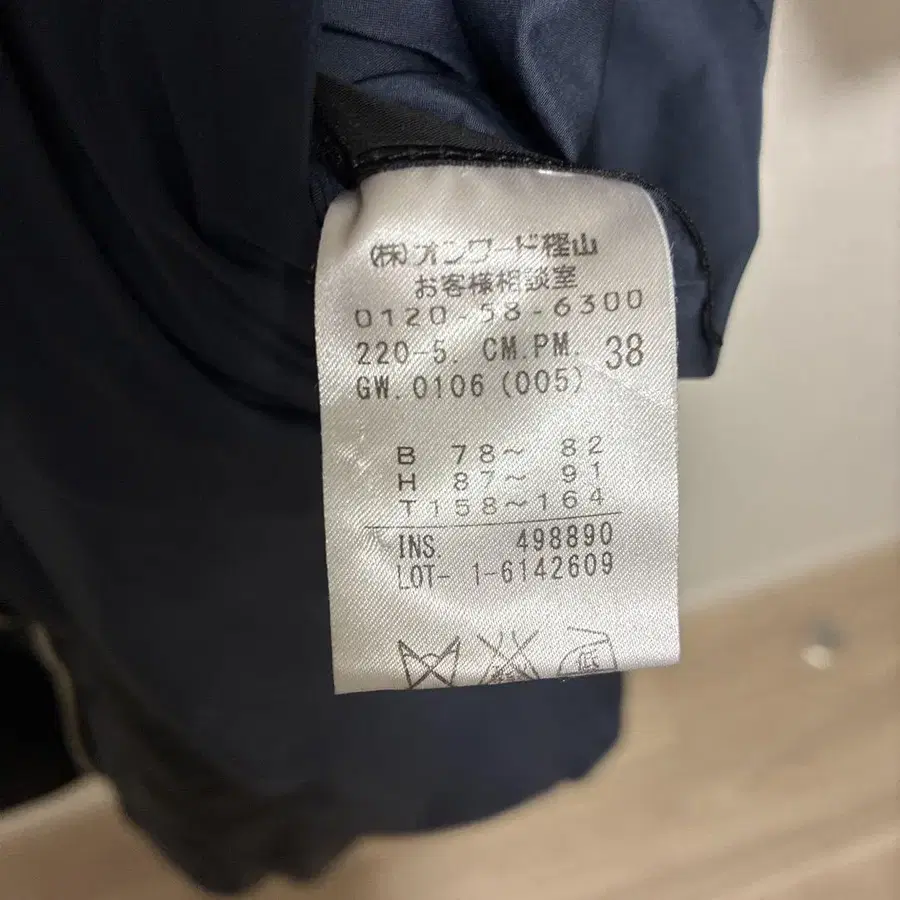 (株)オンワード樫山
お客様相談室
0120-58-6300
220-5. CM.PM. 38
GW.0106 (005)
B 78～ 82
H 87～ 91
T158～164
INS. 498890
LOT- 1-6142609
低